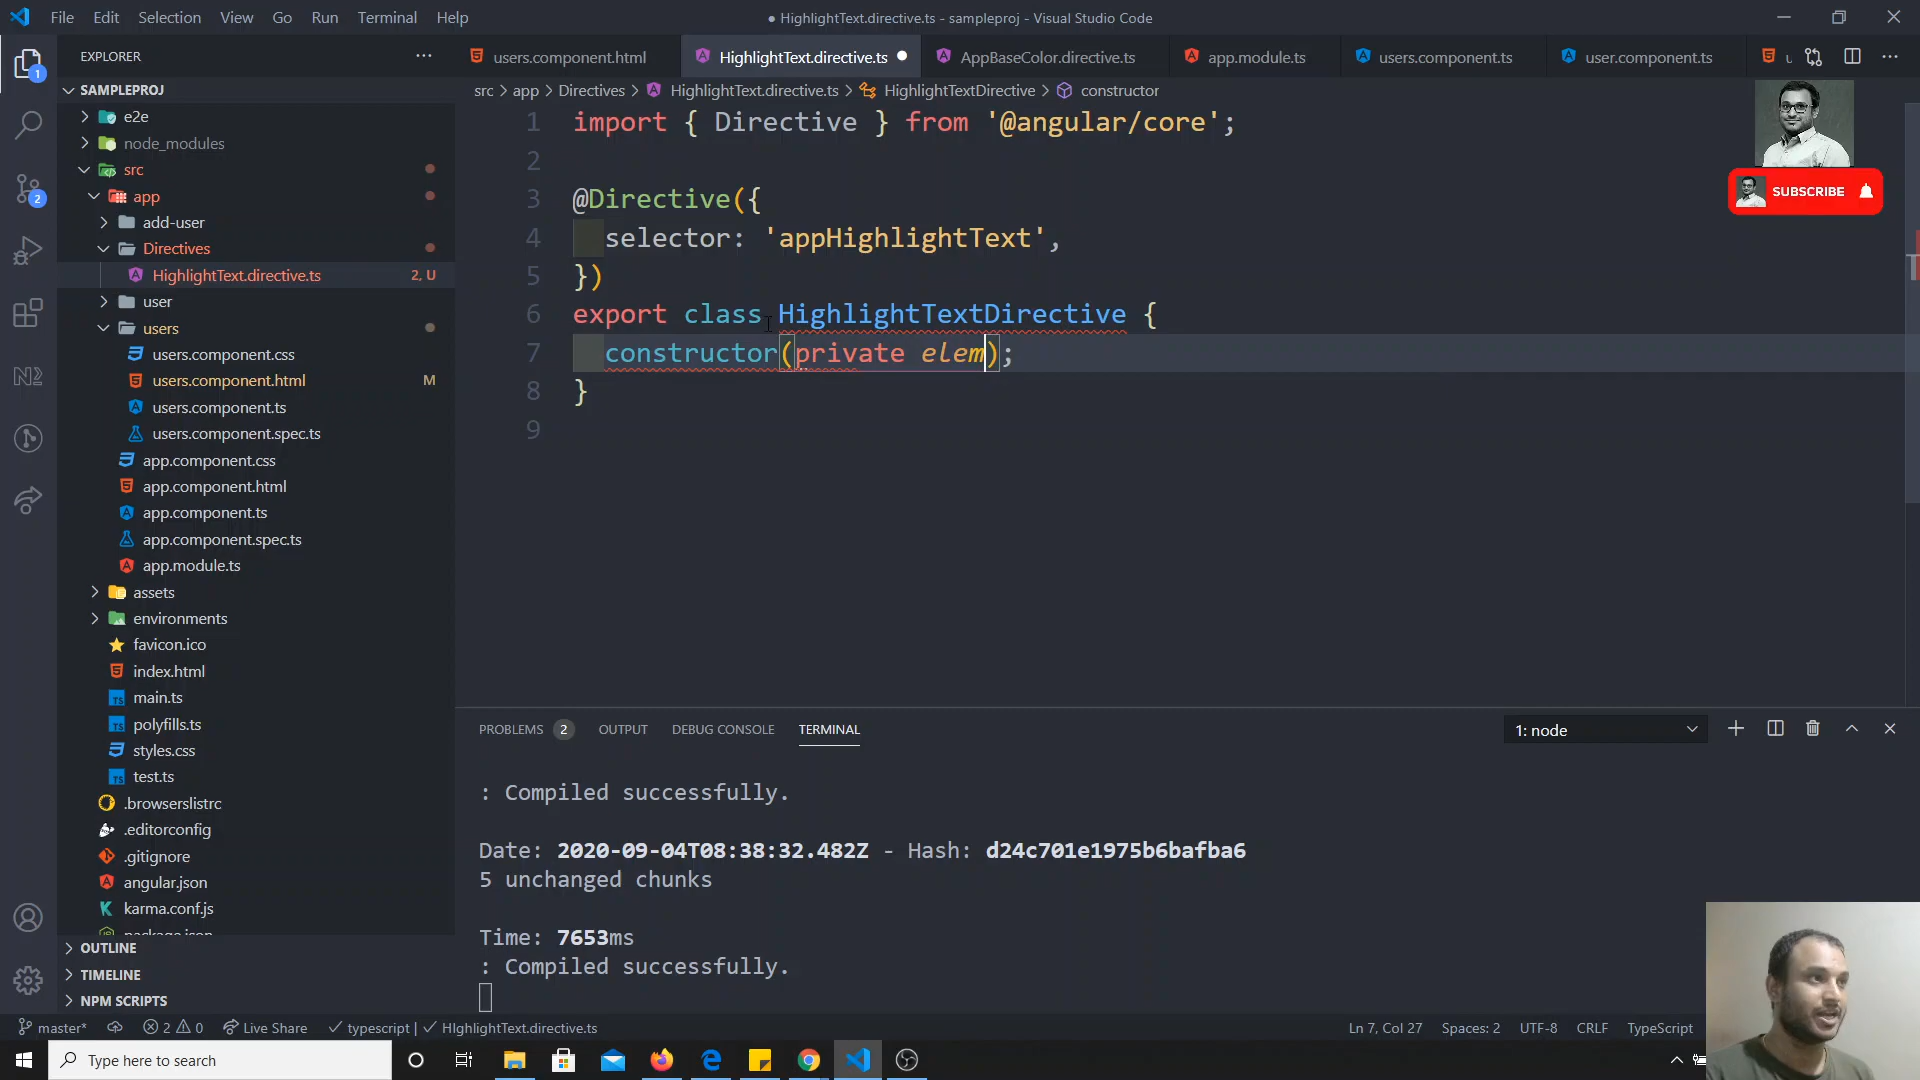 File Edit Selection View Go Run Terminal Help
● HighlightText.directive.ts - sampleproj - Visual Studio Code
EXPLORER
users.component.html HighlightText.directive.ts AppBaseColor.directive.ts app.module.ts users.component.ts user.component.ts u
SAMPLEPROJ
src > app > Directives > HighlightText.directive.ts > HighlightTextDirective > constructor
e2e
node_modules
src
app
add-user
Directives
HighlightText.directive.ts 2, U
user
users
users.component.css
users.component.html M
users.component.ts
users.component.spec.ts
app.component.css
app.component.html
app.component.ts
app.component.spec.ts
app.module.ts
assets
environments
favicon.ico
index.html
main.ts
polyfills.ts
styles.css
test.ts
.browserslistrc
.editorconfig
.gitignore
angular.json
karma.conf.js
OUTLINE
TIMELINE
NPM SCRIPTS
1 import { Directive } from '@angular/core';
2
3 @Directive({
4 selector: 'appHighlightText',
5 })
6 export class HighlightTextDirective {
7 constructor(private elem);
8 }
9
SUBSCRIBE
1
2
PROBLEMS 2 OUTPUT DEBUG CONSOLE TERMINAL 1: node
: Compiled successfully.
Date: 2020-09-04T08:38:32.482Z - Hash: d24c701e1975b6bafba6
5 unchanged chunks
Time: 7653ms
: Compiled successfully.
master* 2 0 Live Share typescript | HIghlightText.directive.ts Ln 7, Col 27 Spaces: 2 UTF-8 CRLF TypeScript
Type here to search